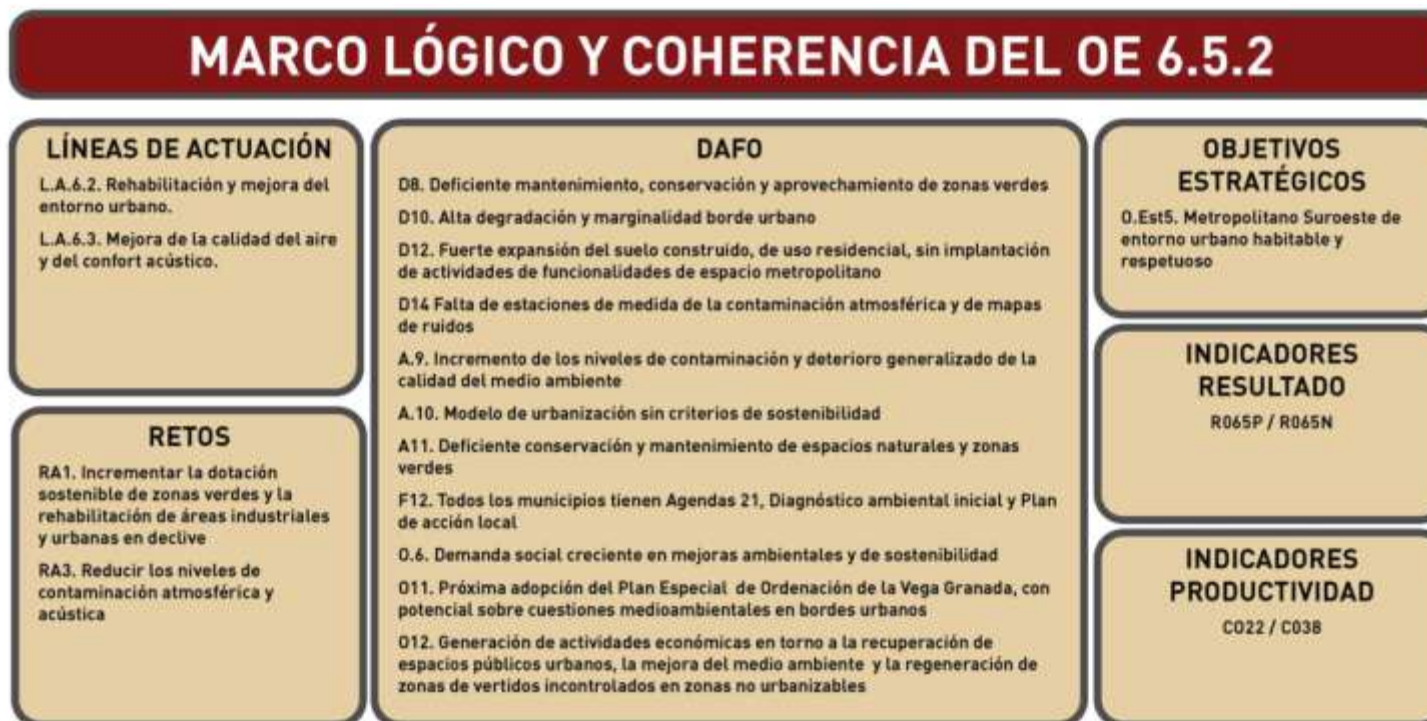 MARCO LÓGICO Y COHERENCIA DEL OE 6.5.2
LÍNEAS DE ACTUACIÓN
L.A.6.2. Rehabilitación y mejora del
entorno urbano.
L.A.6.3. Mejora de la calidad del aire
y del confort acústico.
RETOS
RA1. Incrementar la dotación
sostenible de zonas verdes y la
rehabilitación de áreas industriales
y urbanas en declive
RA3. Reducir los niveles de
contaminación atmosférica y
acústica
DAFO
D8. Deficiente mantenimiento, conservación y aprovechamiento de zonas verdes
D10. Alta degradación y marginalidad borde urbano
D12. Fuerte expansión del suelo construido, de uso residencial, sin implantación
de actividades de funcionalidades de espacio metropolitano
D14 Falta de estaciones de medida de la contaminación atmosférica y de mapas
de ruidos
A.9. Incremento de los niveles de contaminación y deterioro generalizado de la
calidad del medio ambiente
A.10. Modelo de urbanización sin criterios de sostenibilidad
A11. Deficiente conservación y mantenimiento de espacios naturales y zonas
verdes
F12. Todos los municipios tienen Agendas 21, Diagnóstico ambiental inicial y Plan
de acción local
O.6. Demanda social creciente en mejoras ambientales y de sostenibilidad
O11. Próxima adopción del Plan Especial de Ordenación de la Vega Granada, con
potencial sobre cuestiones medioambientales en bordes urbanos
O12. Generación de actividades económicas en torno a la recuperación de
espacios públicos urbanos, la mejora del medio ambiente y la regeneración de
zonas de vertidos incontrolados en zonas no urbanizables
OBJETIVOS
ESTRATÉGICOS
O.Est5. Metropolitano Suroeste de
entorno urbano habitable y
respetuoso
INDICADORES
RESULTADO
R065P / R065N
INDICADORES
PRODUCTIVIDAD
CO22 / C038